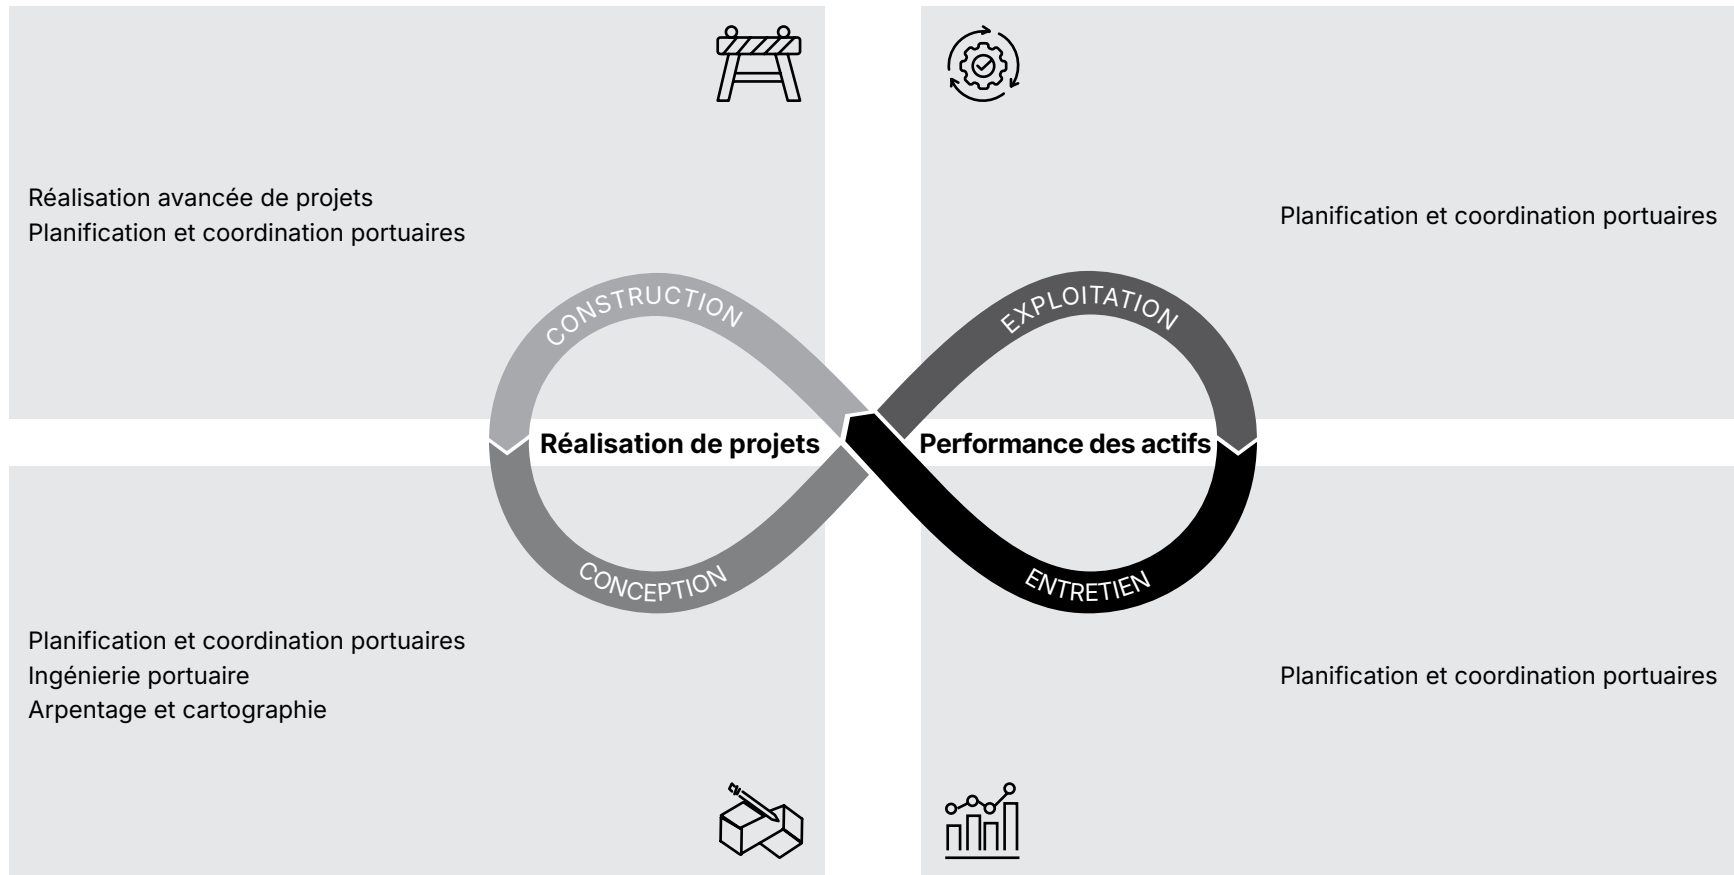 Réalisation avancée de projets
Planification et coordination portuaires
Planification et coordination portuaires
CONSTRUCTION
EXPLOITATION
Réalisation de projets
Performance des actifs
CONCEPTION
ENTRETIEN
Planification et coordination portuaires
Ingénierie portuaire
Arpentage et cartographie
Planification et coordination portuaires